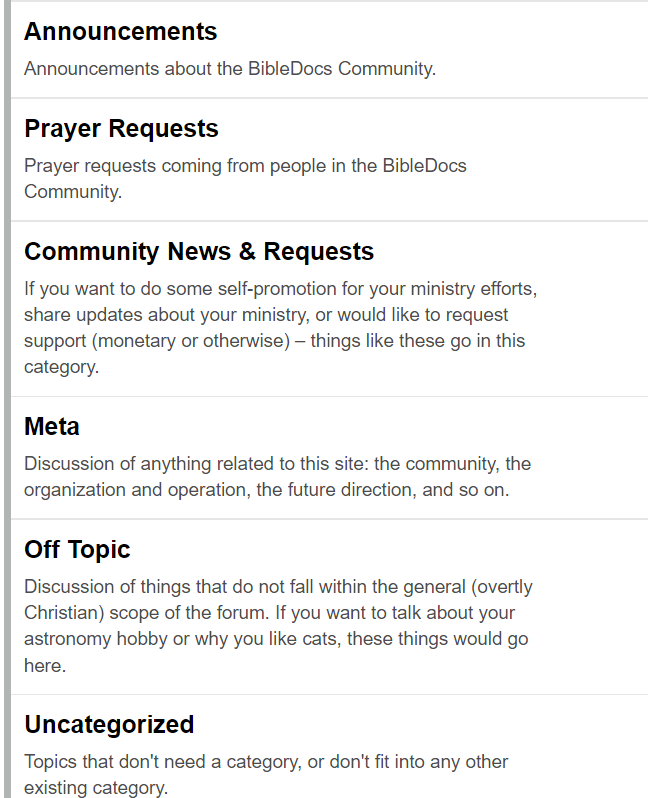 Announcements
Announcements about the BibleDocs Community.
Prayer Requests
Prayer requests coming from people in the BibleDocs
Community.
Community News & Requests
If you want to do some self-promotion for your ministry efforts,
share updates about your ministry, or would like to request
support (monetary or otherwise) – things like these go in this
category.
Meta
Discussion of anything related to this site: the community, the
organization and operation, the future direction, and so on.
Off Topic
Discussion of things that do not fall within the general (overtly
Christian) scope of the forum. If you want to talk about your
astronomy hobby or why you like cats, these things would go
here.
Uncategorized
Topics that don't need a category, or don't fit into any other
existing category.